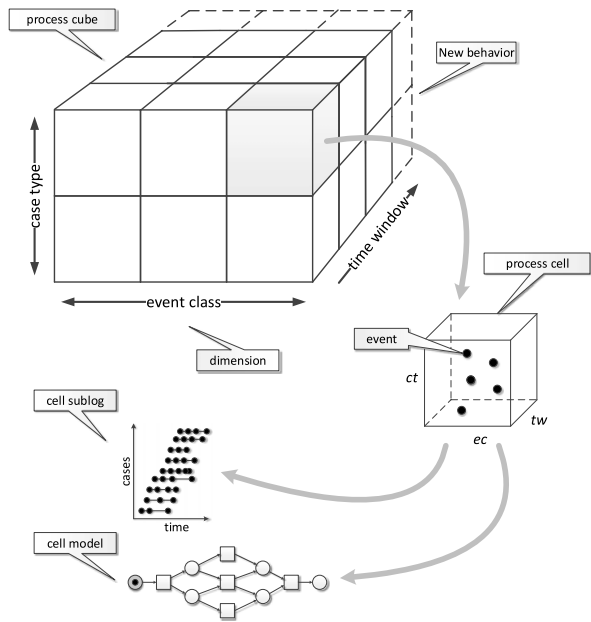 process cube
New behavior
case type
time window
event class
dimension
process cell
event
ct
tw
ec
cell sublog
cases
time
cell model